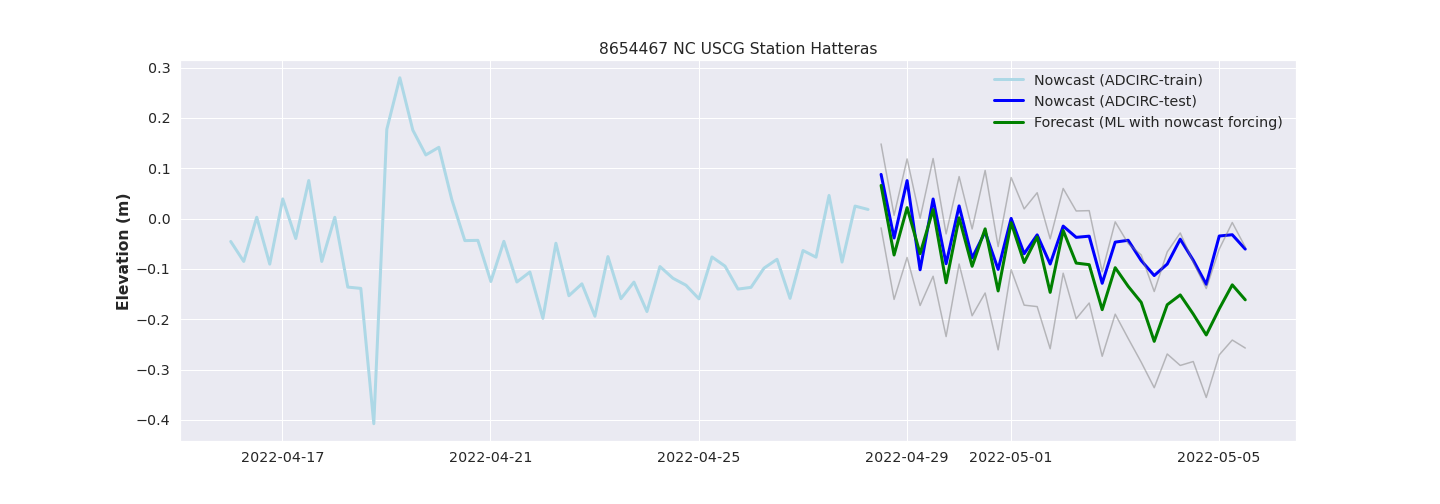 8654467 NC USCG Station Hatteras
Nowcast (ADCIRC-train)
Nowcast (ADCIRC-test)
Forecast (ML with nowcast forcing)
Elevation (m)
0.3
0.2
0.1
0.0
−0.1
−0.2
−0.3
−0.4
2022-04-17 2022-04-21 2022-04-25 2022-04-29 2022-05-01 2022-05-05